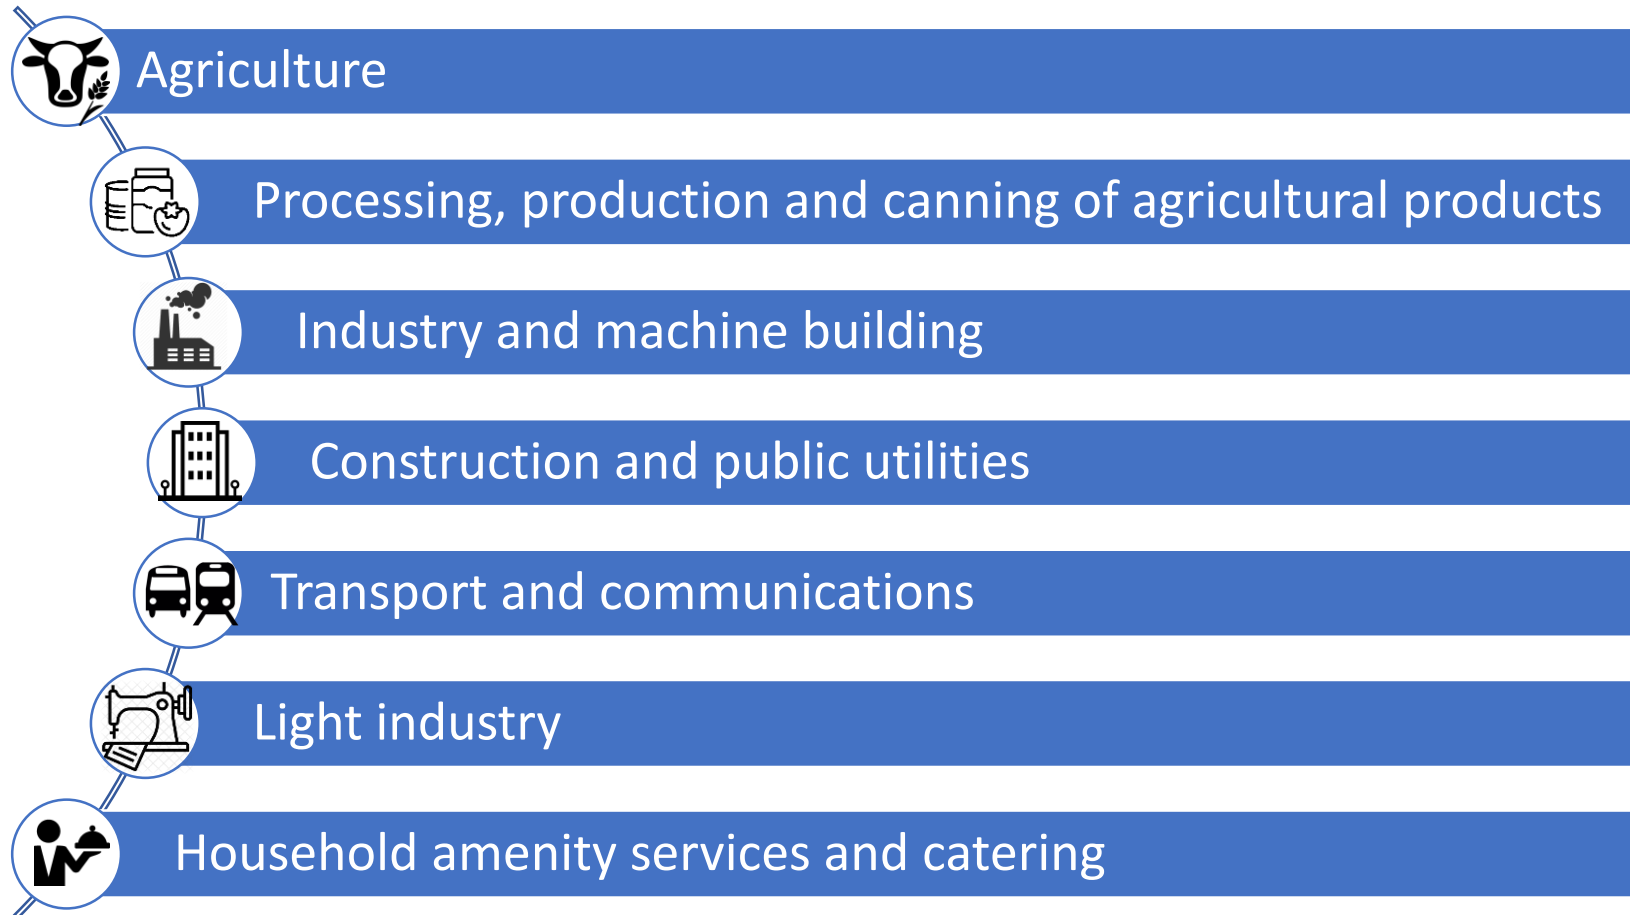 Agriculture
Processing, production and canning of agricultural products
Industry and machine building
Construction and public utilities
Transport and communications
Light industry
Household amenity services and catering